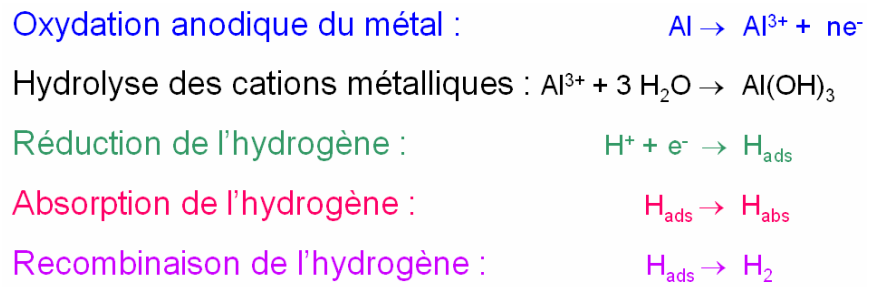 Oxydation anodique du métal : Al → Al³⁺ + ne⁻
Hydrolyse des cations métalliques : Al³⁺ + 3 H₂O → Al(OH)₃
Réduction de l'hydrogène : H⁺ + e⁻ → Hads
Absorption de l'hydrogène : Hads → Habs
Recombinaison de l'hydrogène : Hads → H₂